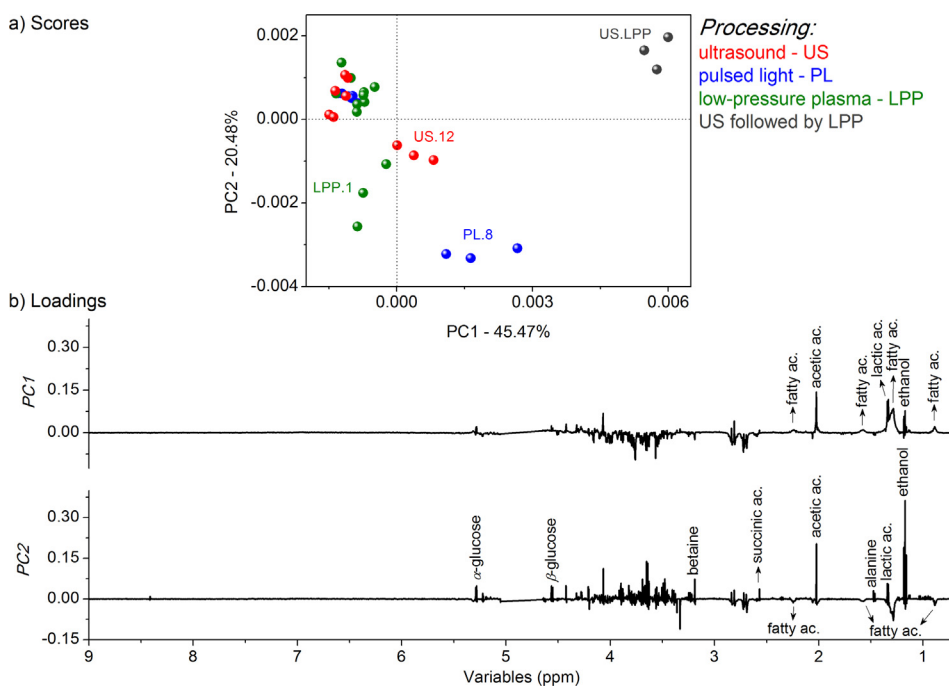 a) Scores
Processing:
ultrasound - US
pulsed light - PL
low-pressure plasma - LPP
US followed by LPP
PC2 - 20.48%
0.002
0.000
-0.002
-0.004
US.LPP
US.12
LPP.1
PL.8
0.000
0.003
0.006
PC1 - 45.47%
b) Loadings
PC1
0.30
0.15
0.00
fatty ac.
acetic ac.
fatty ac.
lactic ac.
fatty ac.
ethanol
fatty ac.
PC2
0.30
0.15
0.00
-0.15
α-glucose
β-glucose
betaine
succinic ac.
acetic ac.
alanine
lactic ac.
ethanol
fatty ac.
fatty ac.
9
8
7
6
5
4
3
2
1
Variables (ppm)